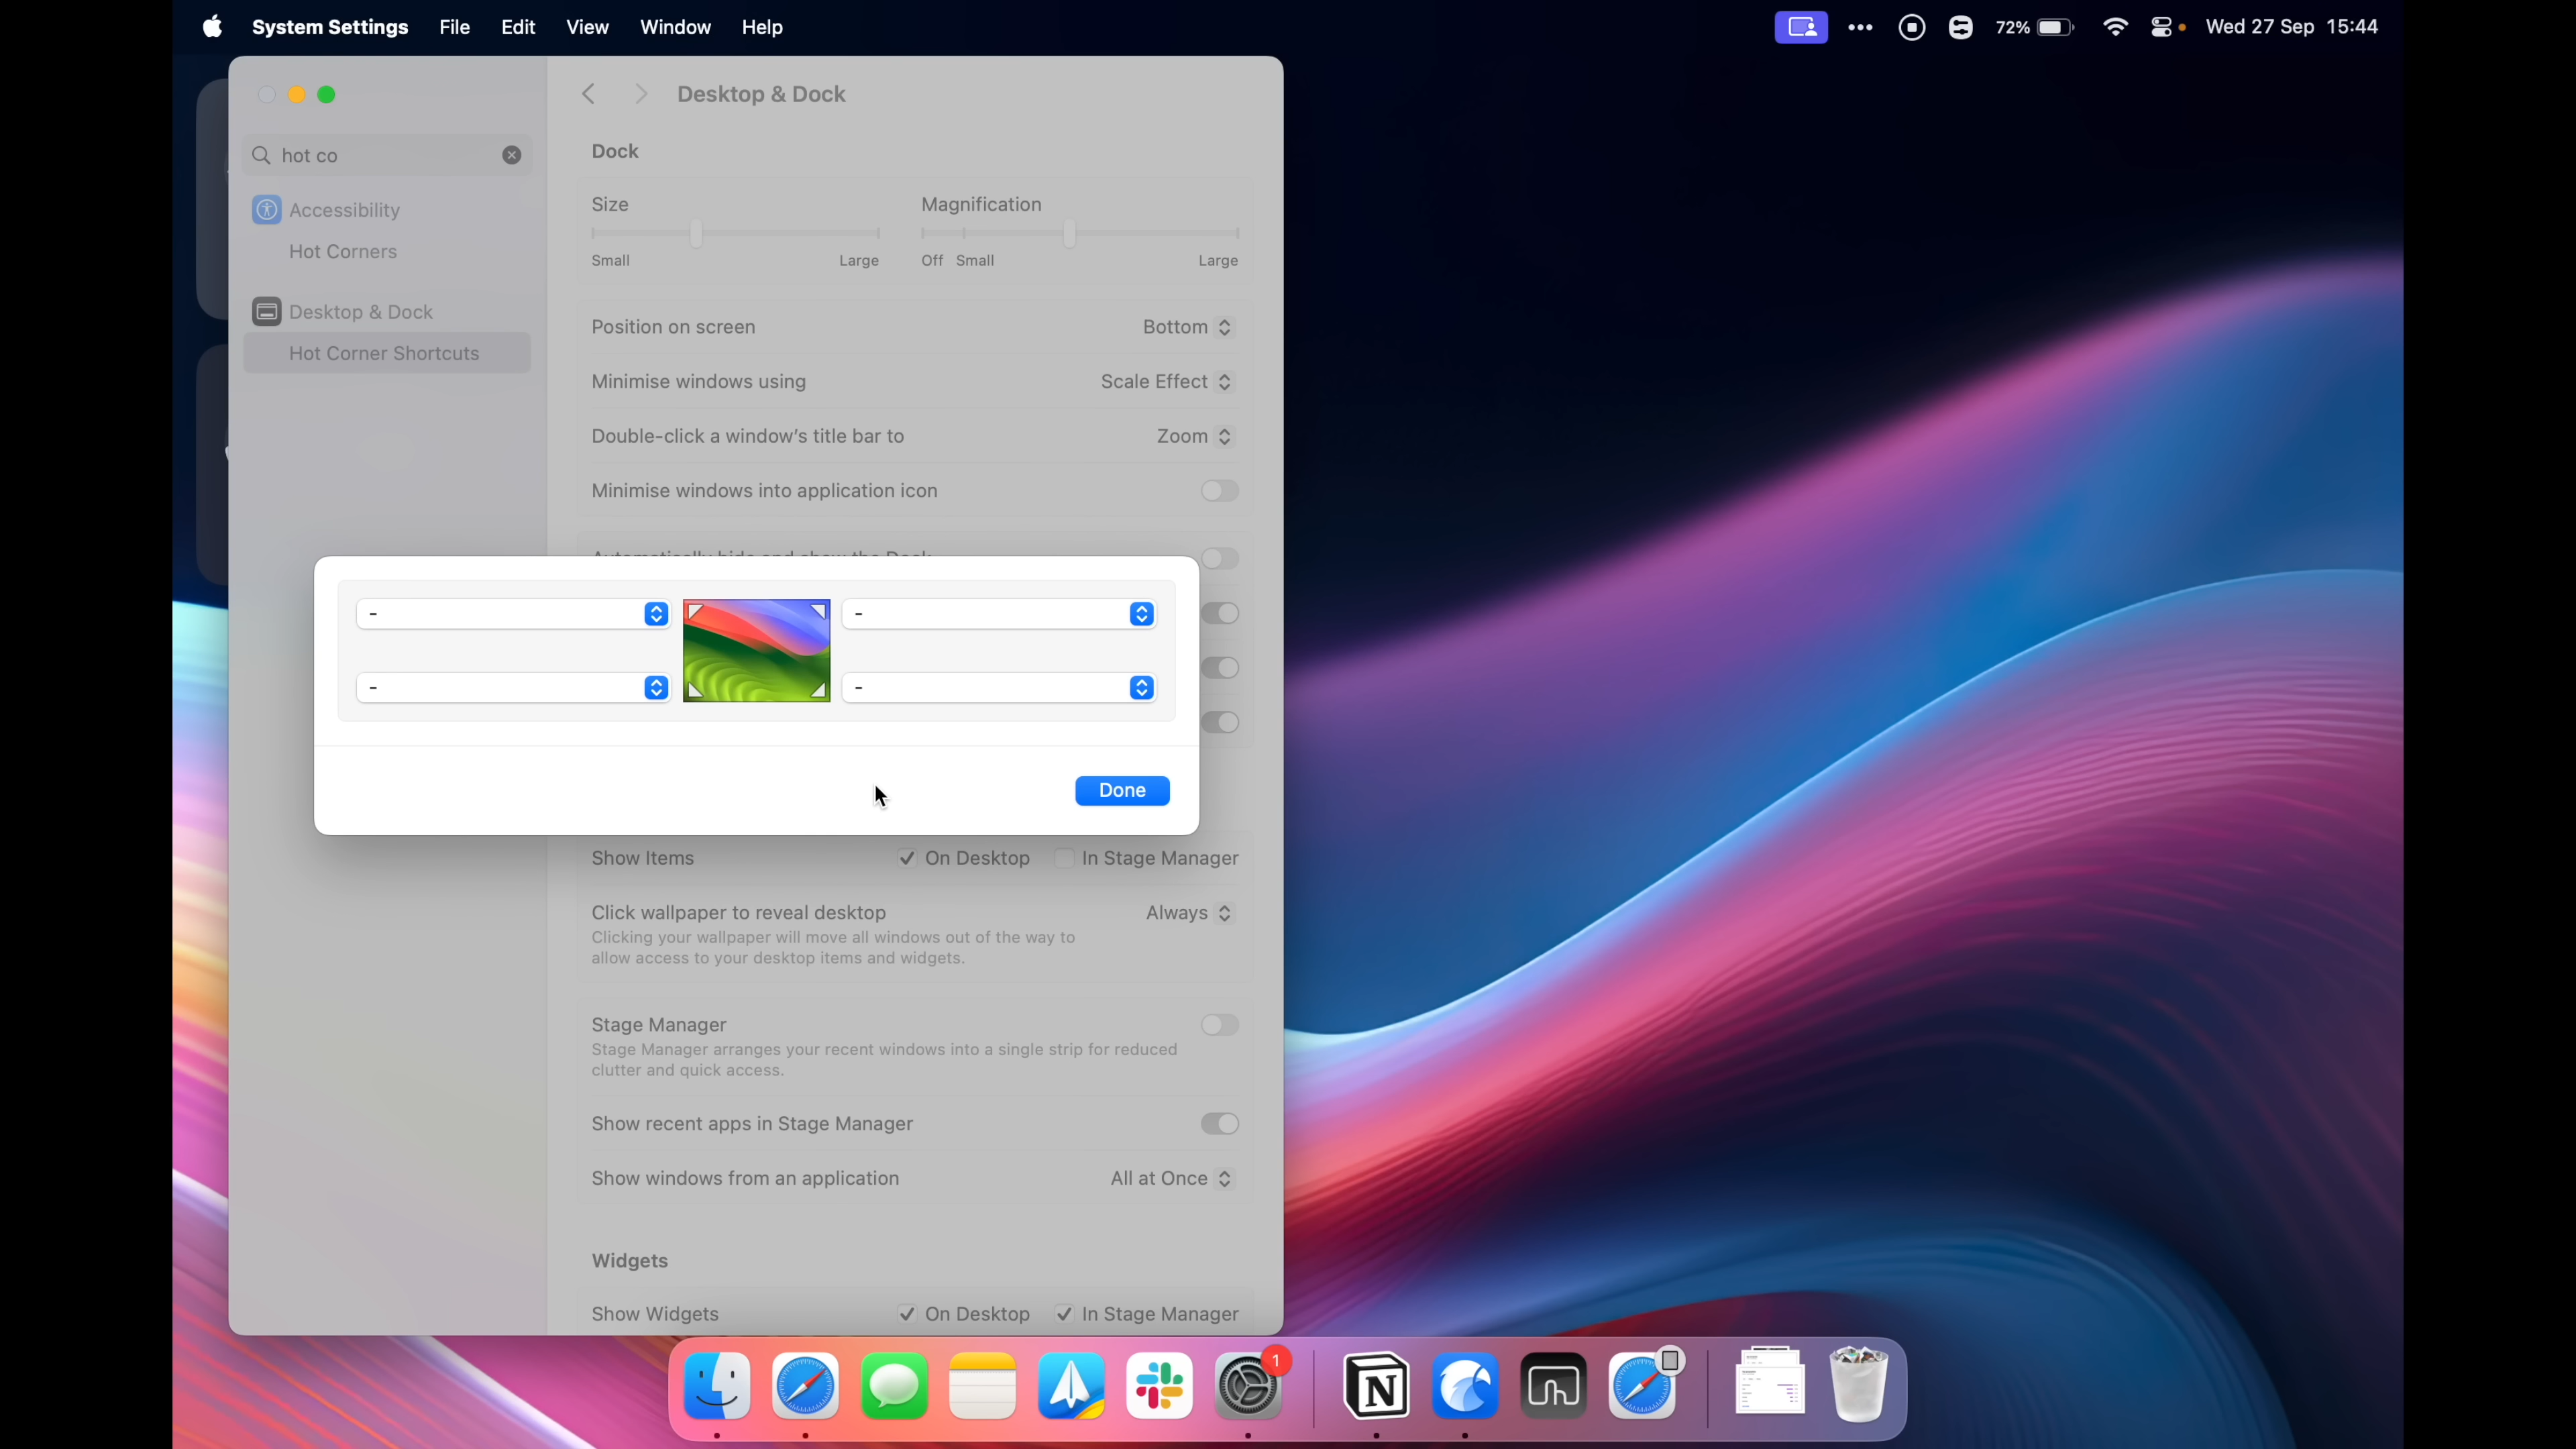 System Settings File Edit View Window Help 72% Wed 27 Sep 15:44
Desktop & Dock
hot co
Accessibility
Hot Corners
Desktop & Dock
Hot Corner Shortcuts
Dock
Size Magnification
Small Large Off Small Large
Position on screen Bottom
Minimise windows using Scale Effect
Double-click a window's title bar to Zoom
Minimise windows into application icon
Automatically hide and show the Dock
- -
- -
Done
Show Items On Desktop In Stage Manager
Click wallpaper to reveal desktop Always
Clicking your wallpaper will move all windows out of the way to
allow access to your desktop items and widgets.
Stage Manager
Stage Manager arranges your recent windows into a single strip for reduced
clutter and quick access.
Show recent apps in Stage Manager
Show windows from an application All at Once
Widgets
Show Widgets On Desktop In Stage Manager
1